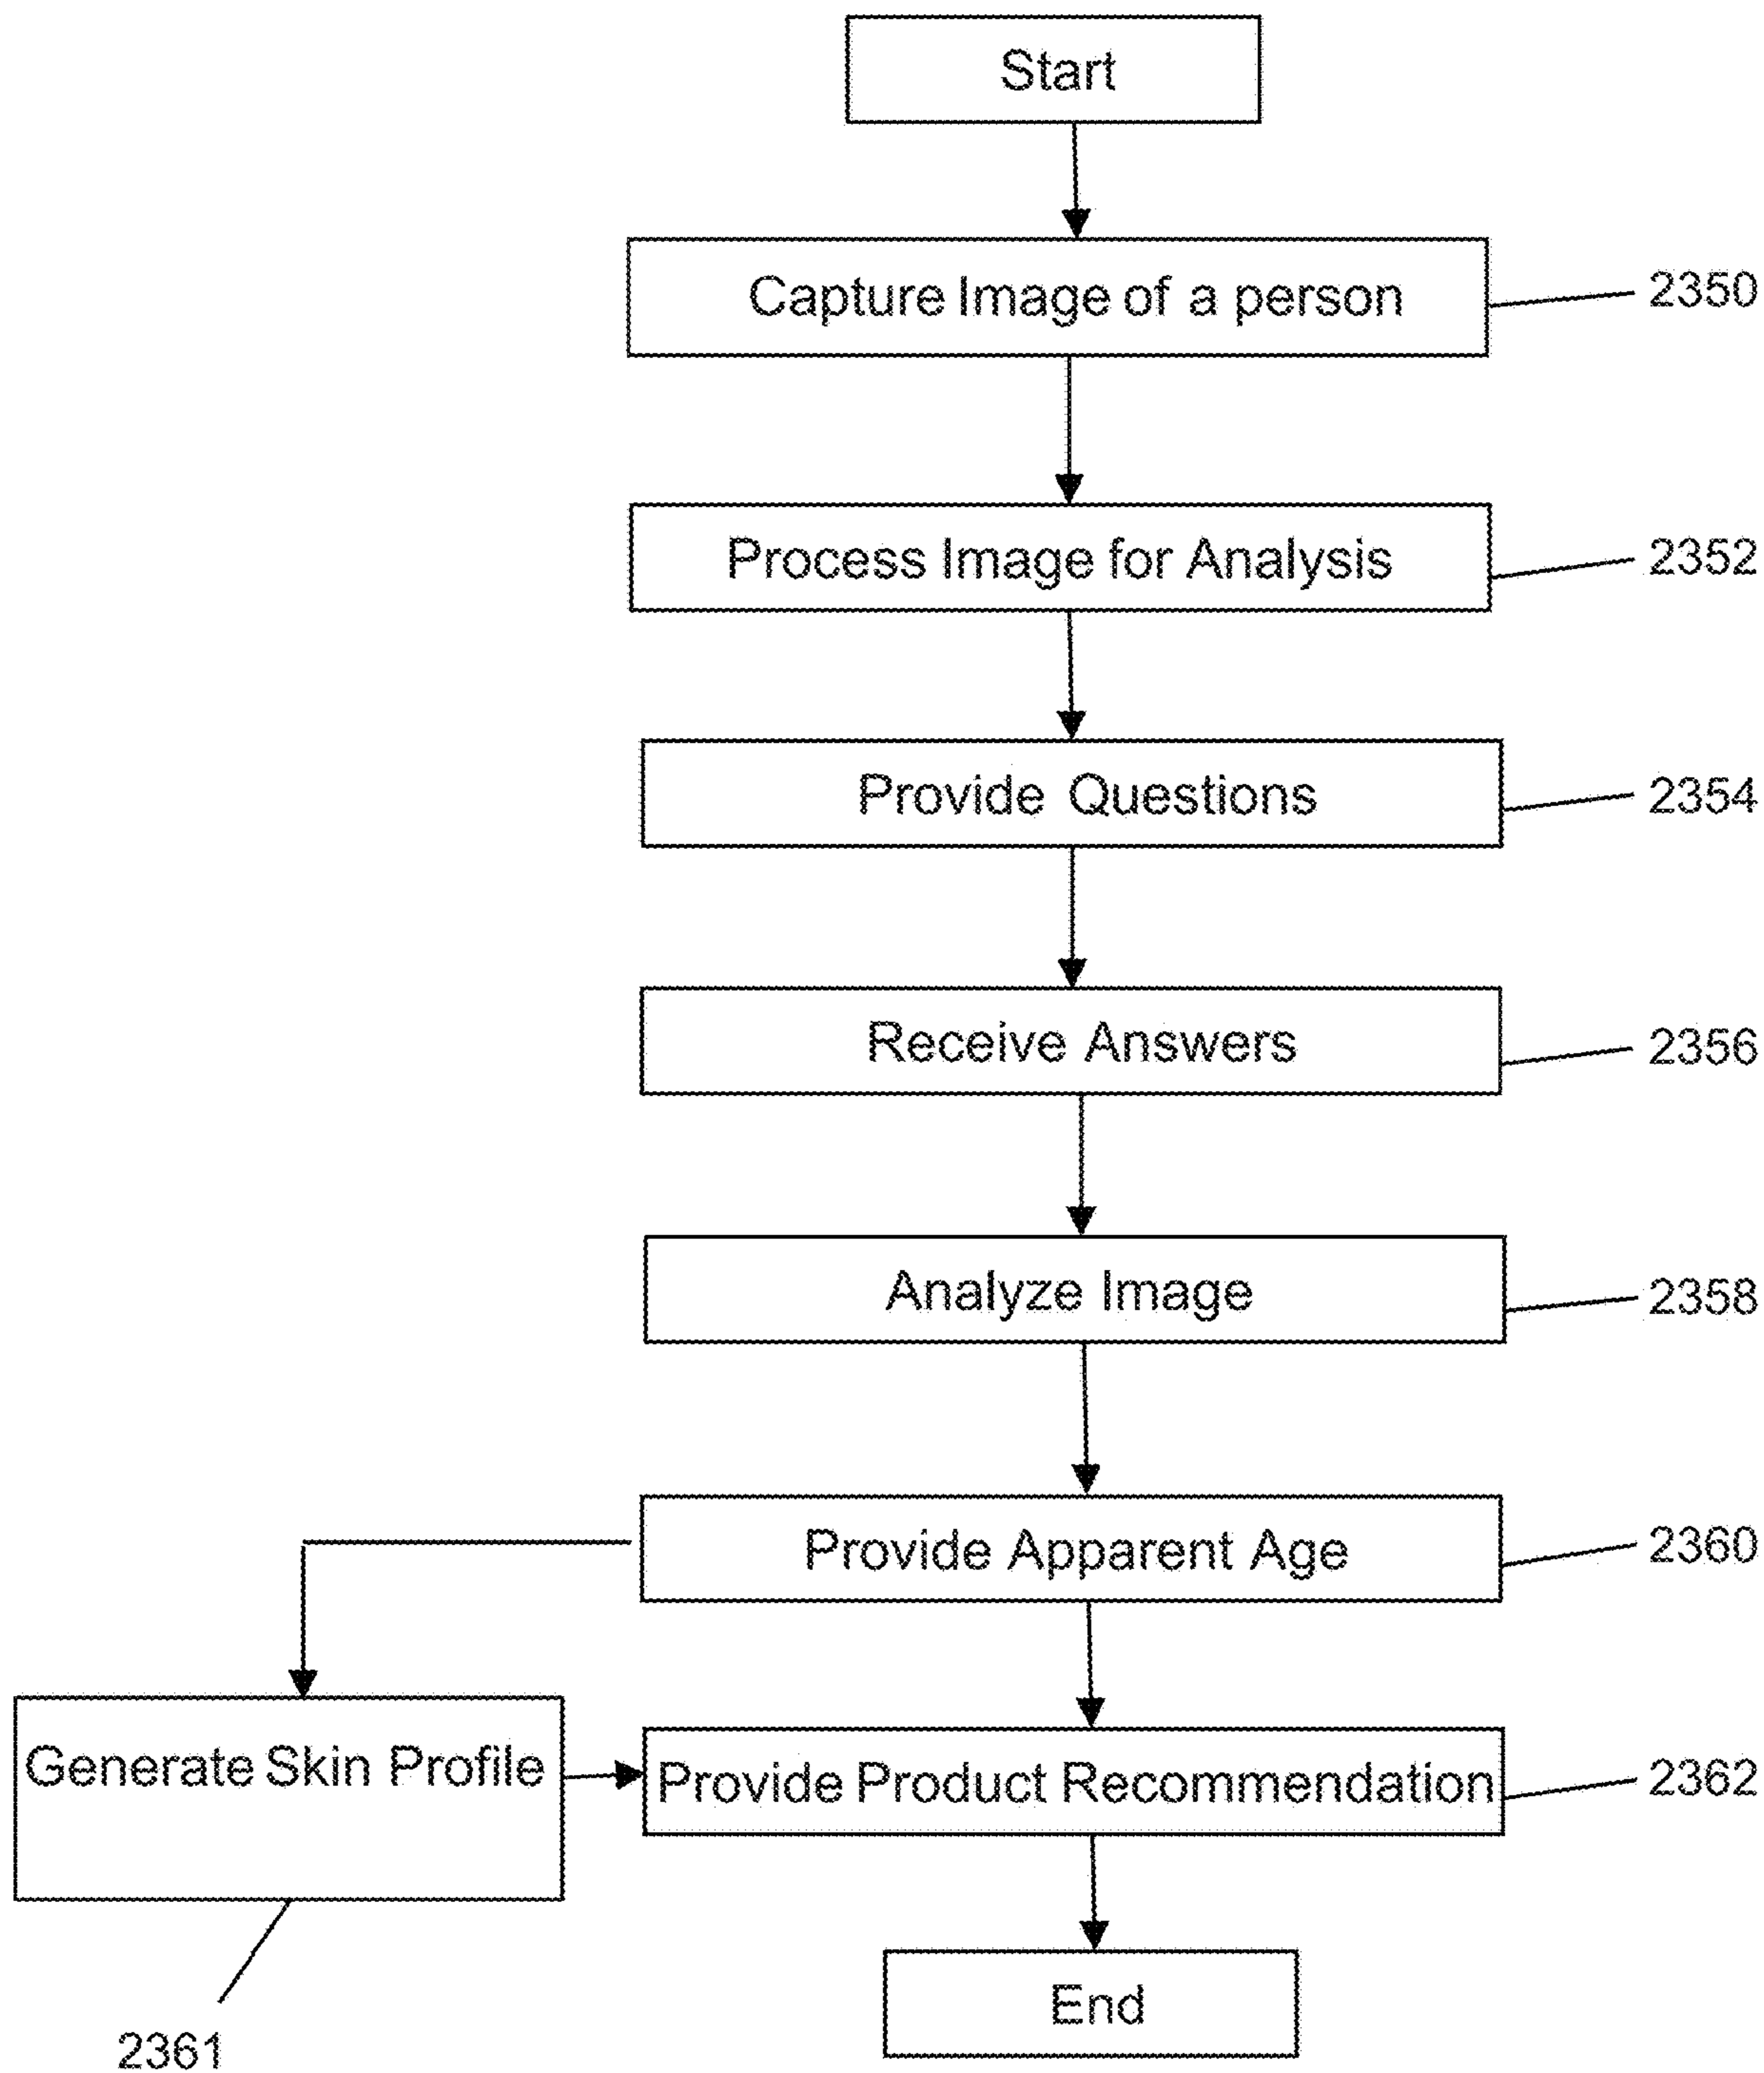 Start
Capture Image of a person
2350
Process Image for Analysis
2352
Provide Questions
2354
Receive Answers
2356
Analyze Image
2358
Provide Apparent Age
2360
Generate Skin Profile
Provide Product Recommendation
2362
End
2361